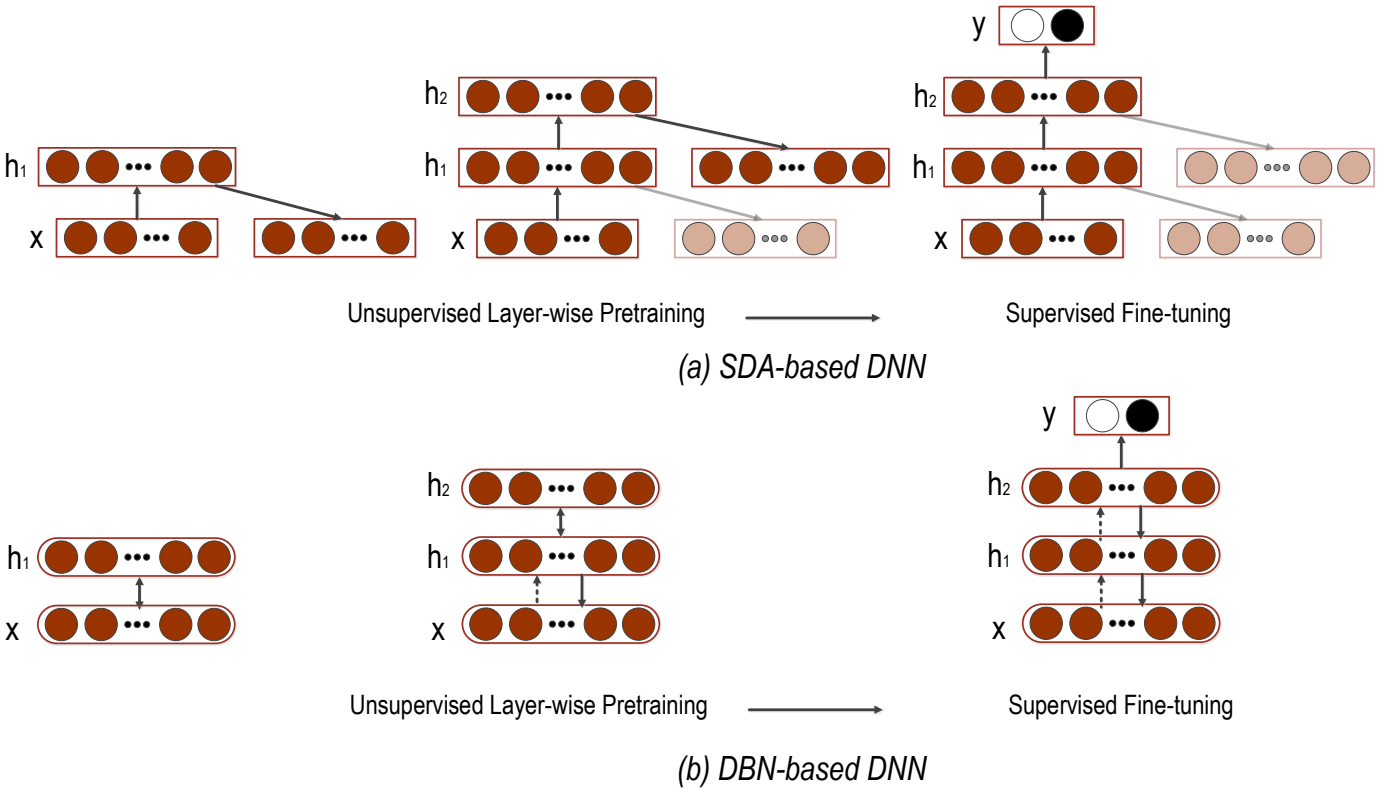 y
h2
h2
h1
h1
h1
x
x
x
Unsupervised Layer-wise Pretraining
Supervised Fine-tuning
(a) SDA-based DNN
y
h2
h2
h1
h1
h1
x
x
x
Unsupervised Layer-wise Pretraining
Supervised Fine-tuning
(b) DBN-based DNN